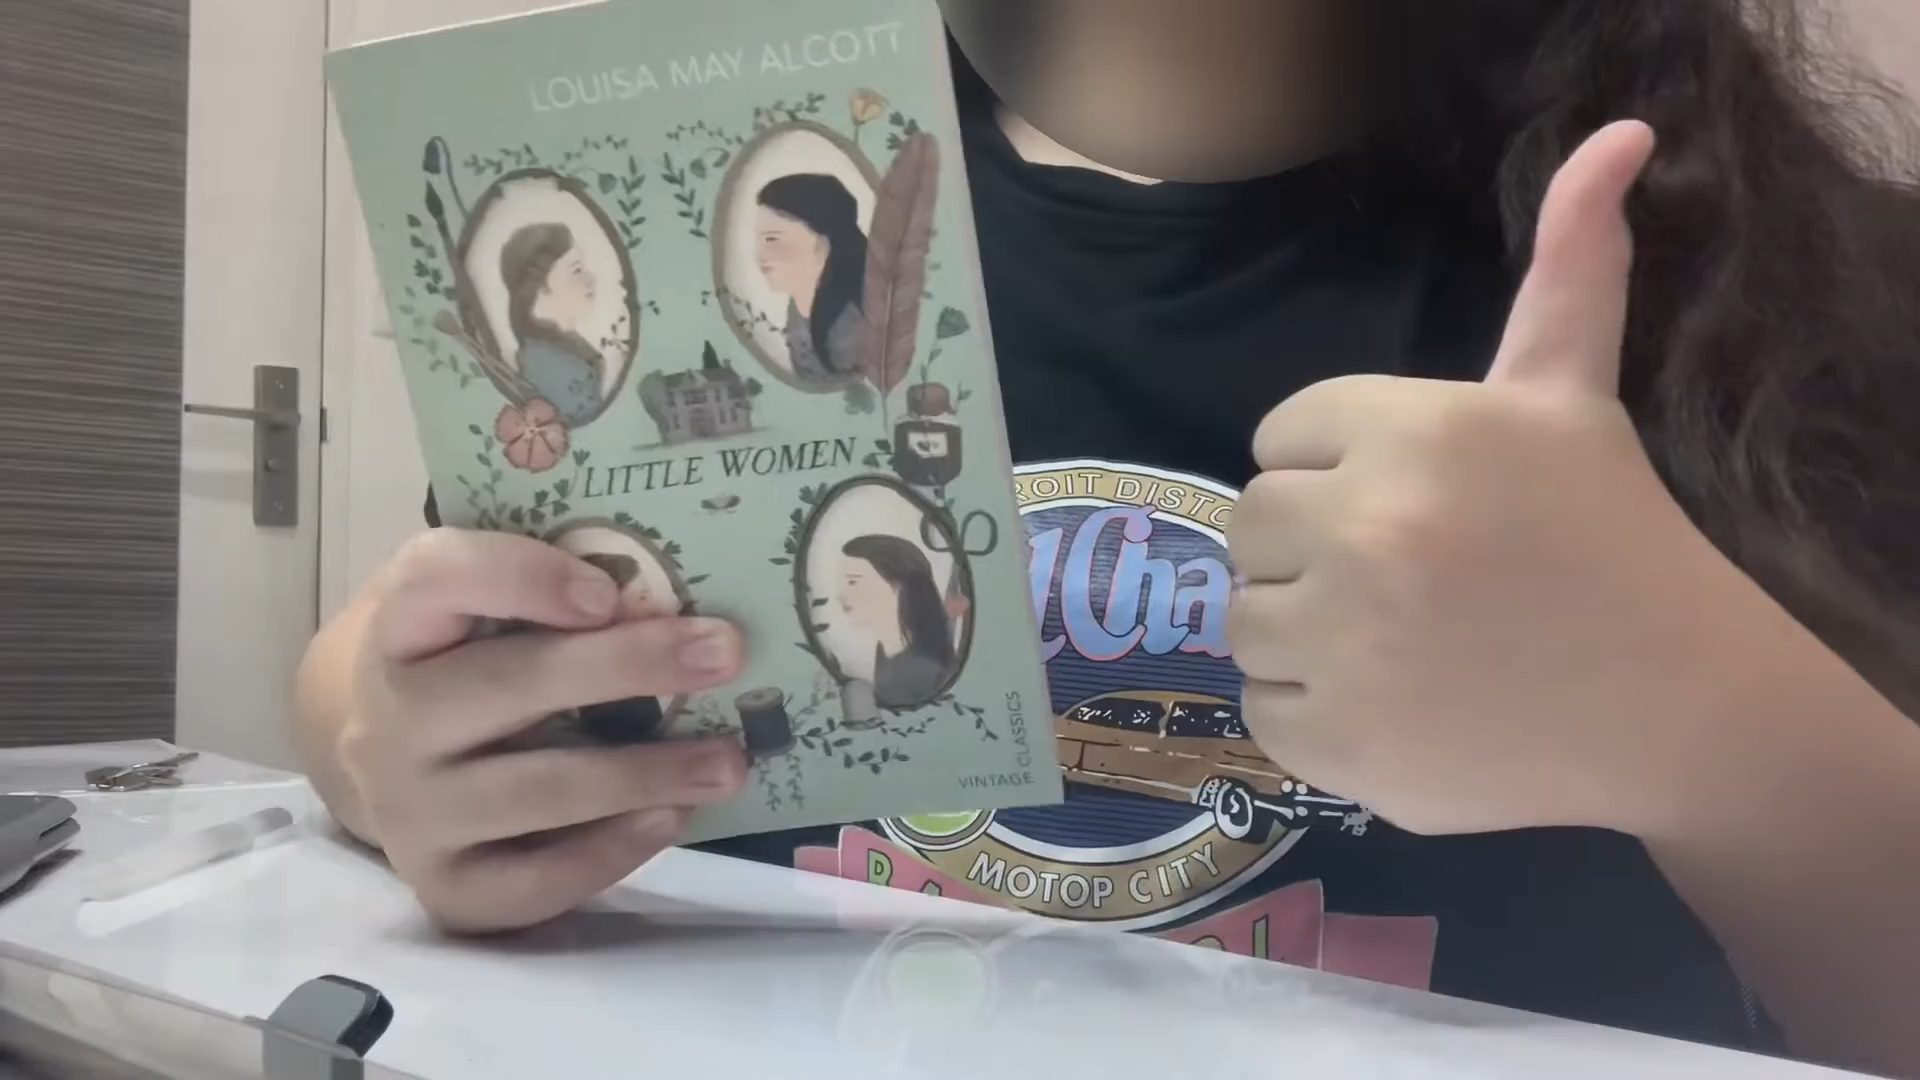 LOUISA MAY ALCOTT
LITTLE WOMEN
VINTAGE CLASSICS
MOTOP CITY